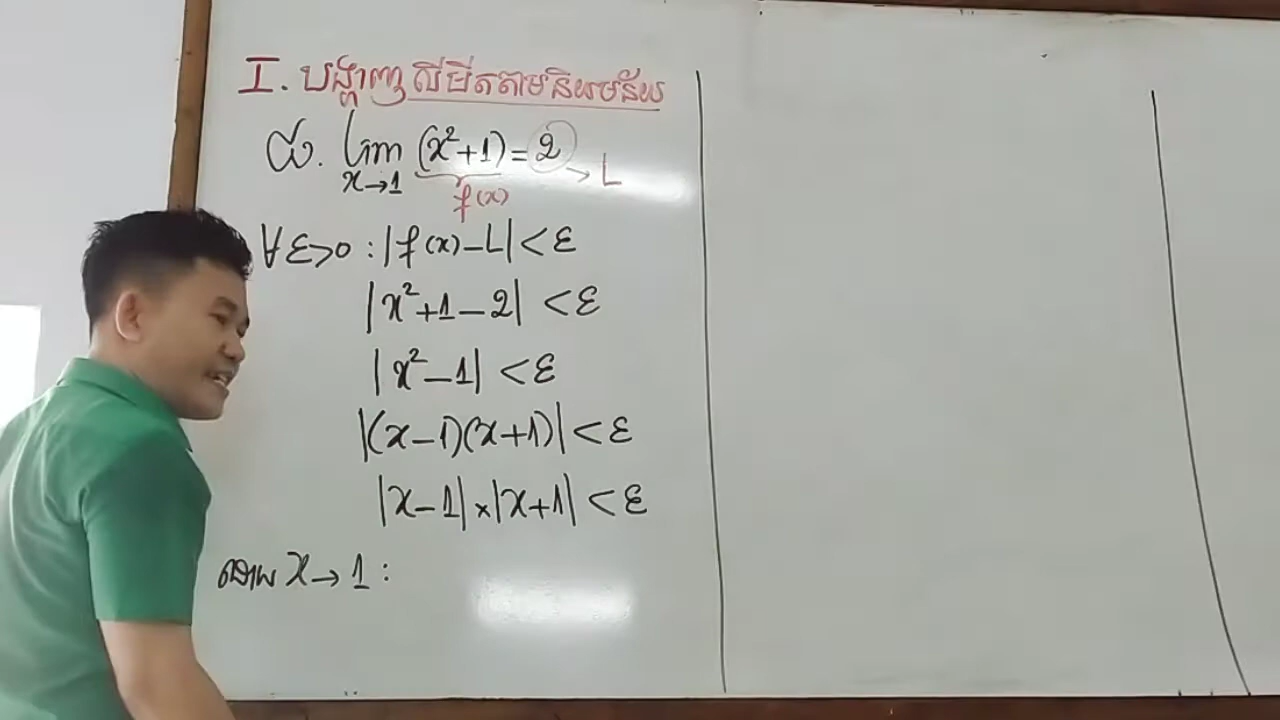 I. បង្ហាញលីមីតតាមនិយមន័យ
ជ. lim (x²+1) = 2 → L
x→1
f(x)
∀ε>0 : |f(x)-L| < ε
|x²+1-2| < ε
|x²-1| < ε
|(x-1)(x+1)| < ε
|x-1|×|x+1| < ε
ដោយ x→1 :